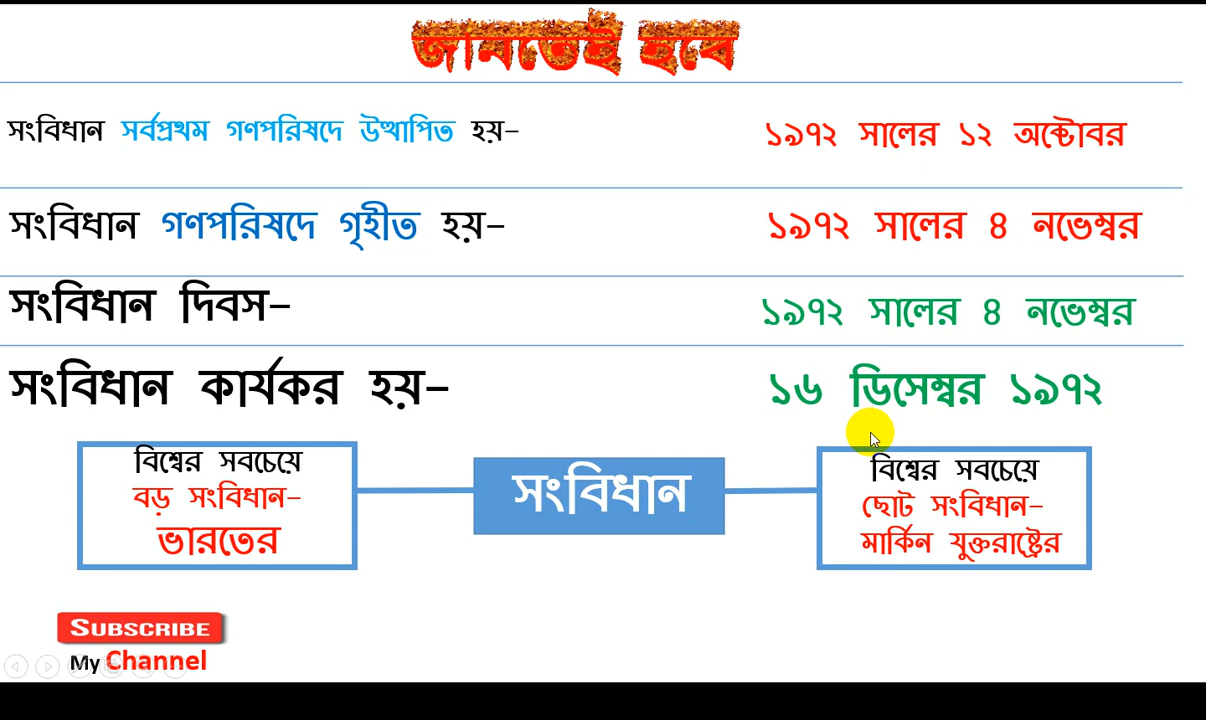 জানতেই হবে
সংবিধান সর্বপ্রথম গণপরিষদে উত্থাপিত হয়– ১৯৭২ সালের ১২ অক্টোবর
সংবিধান গণপরিষদে গৃহীত হয়– ১৯৭২ সালের ৪ নভেম্বর
সংবিধান দিবস– ১৯৭২ সালের ৪ নভেম্বর
সংবিধান কার্যকর হয়– ১৬ ডিসেম্বর ১৯৭২
বিশ্বের সবচেয়ে
বড় সংবিধান–
ভারতের
সংবিধান
বিশ্বের সবচেয়ে
ছোট সংবিধান–
মার্কিন যুক্তরাষ্ট্রের
SUBSCRIBE
My Channel